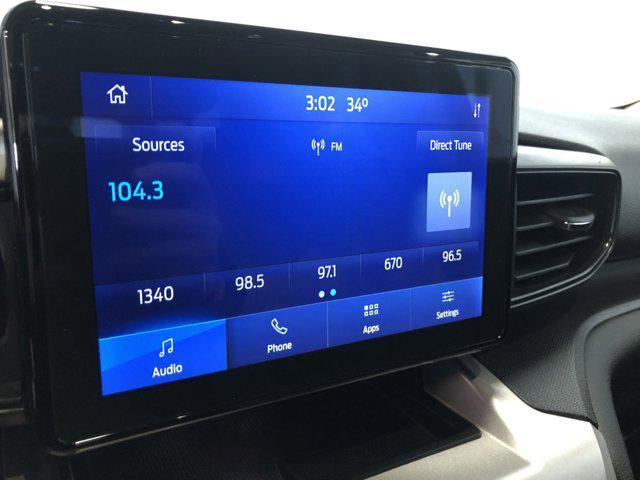 3:02 34º
Sources FM Direct Tune
104.3
1340 98.5 97.1 670 96.5
Audio Phone Apps Settings